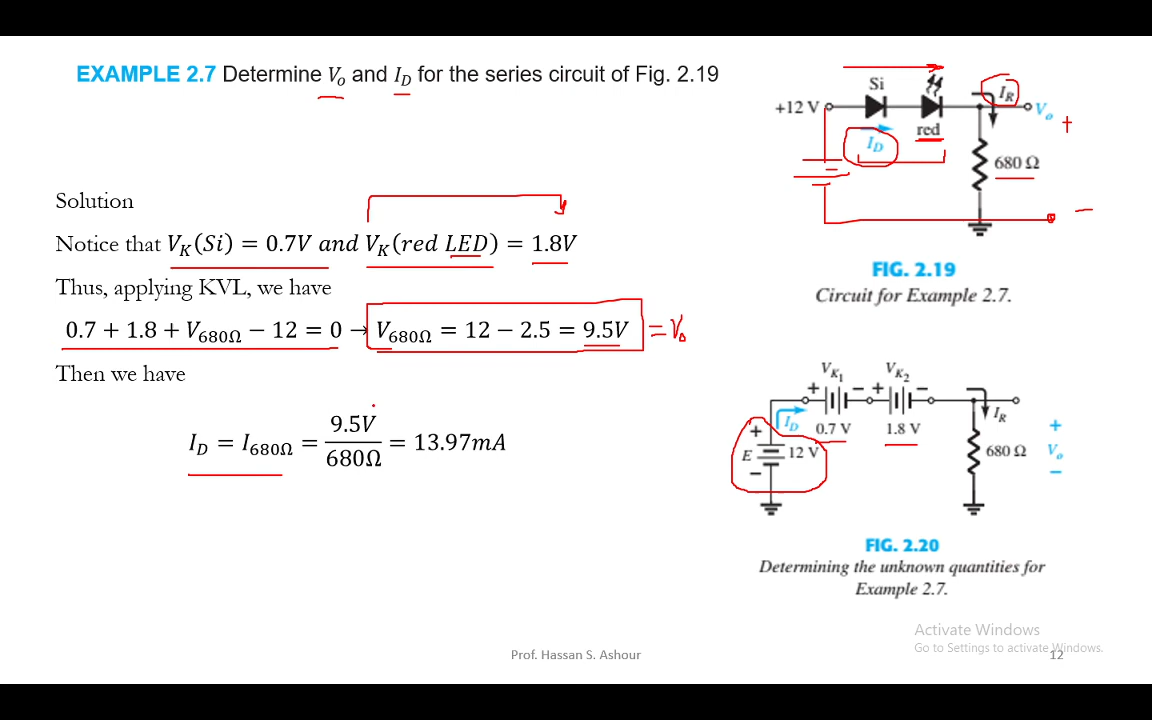 EXAMPLE 2.7 Determine Vₒ and I_D for the series circuit of Fig. 2.19
Solution
Notice that V_K(Si) = 0.7V and V_K(red LED) = 1.8V
Thus, applying KVL, we have
0.7 + 1.8 + V_680Ω − 12 = 0 → V_680Ω = 12 − 2.5 = 9.5V = Vₒ
Then we have
I_D = I_680Ω = 9.5V / 680Ω = 13.97mA
Si
+12 V
I_R
Vₒ
+
red
I_D
680 Ω
−
FIG. 2.19
Circuit for Example 2.7.
V_K₁
V_K₂
+ − + −
I_D
0.7 V
1.8 V
I_R
+
E
12 V
−
680 Ω
+
Vₒ
−
FIG. 2.20
Determining the unknown quantities for
Example 2.7.
Activate Windows
Go to Settings to activate Windows.
Prof. Hassan S. Ashour
12